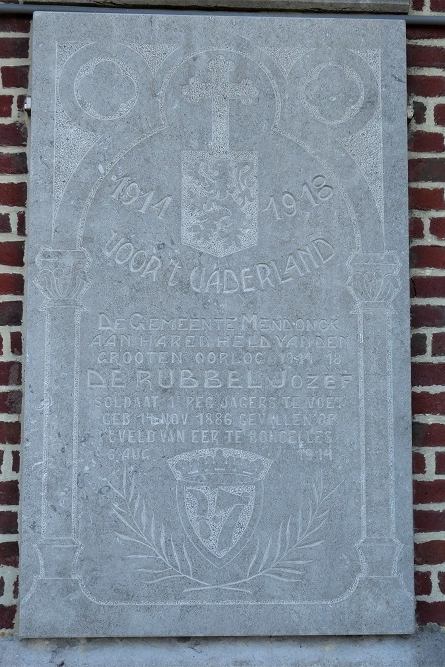 1914 1918
VOOR 'T VADERLAND
DE GEMEENTE MENDONCK
AAN HAREN HELD VAN DEN
GROOTEN OORLOG 1914 18
DE RUBBEL JOZEF
SOLDAAT 1 REG JAGERS TE VOET
GEB 14 NOV 1886 GEVALLEN OP
'T VELD VAN EER TE BONCELLES
6 AUG 1914